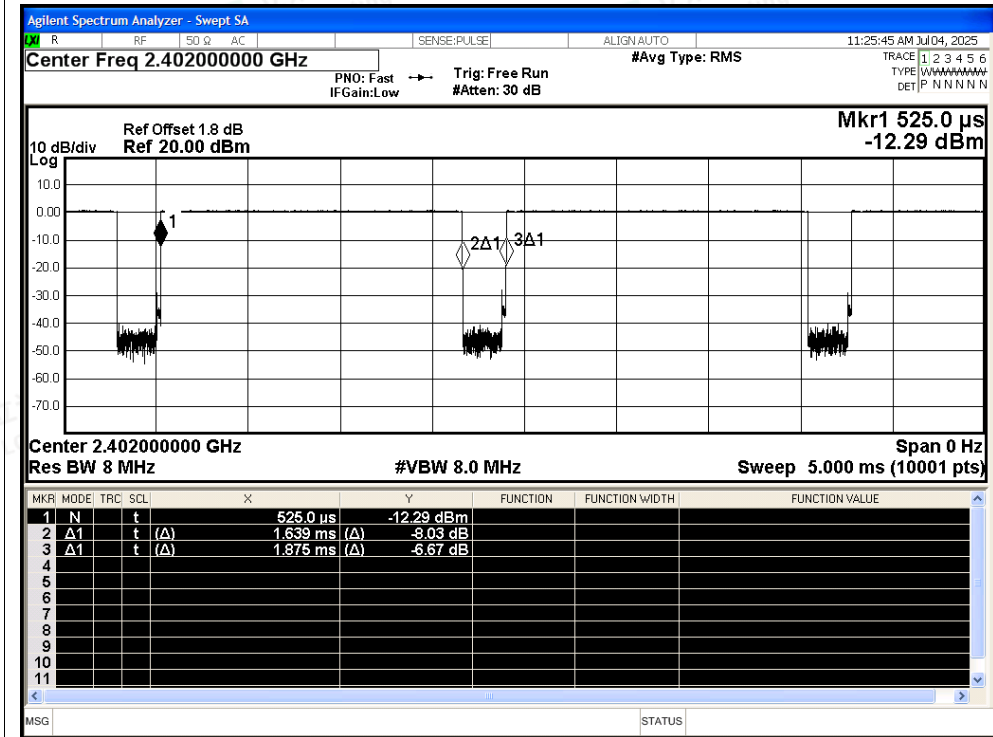 Agilent Spectrum Analyzer - Swept SA
LXI R RF 50 Ω AC SENSE:PULSE ALIGN AUTO 11:25:45 AM Jul 04, 2025
Center Freq 2.402000000 GHz #Avg Type: RMS TRACE 1 2 3 4 5 6
PNO: Fast Trig: Free Run TYPE WWWWWW
IFGain:Low #Atten: 30 dB DET P N N N N N
Mkr1 525.0 µs
Ref Offset 1.8 dB
10 dB/div Ref 20.00 dBm -12.29 dBm
Log
10.0
0.00
1
-10.0
2Δ1 3Δ1
-20.0
-30.0
-40.0
-50.0
-60.0
-70.0
Center 2.402000000 GHz Span 0 Hz
Res BW 8 MHz #VBW 8.0 MHz Sweep 5.000 ms (10001 pts)
MKR MODE TRC SCL X Y FUNCTION FUNCTION WIDTH FUNCTION VALUE
1 N t 525.0 µs -12.29 dBm
2 Δ1 t (Δ) 1.639 ms (Δ) -8.03 dB
3 Δ1 t (Δ) 1.875 ms (Δ) -6.67 dB
4
5
6
7
8
9
10
11
MSG STATUS